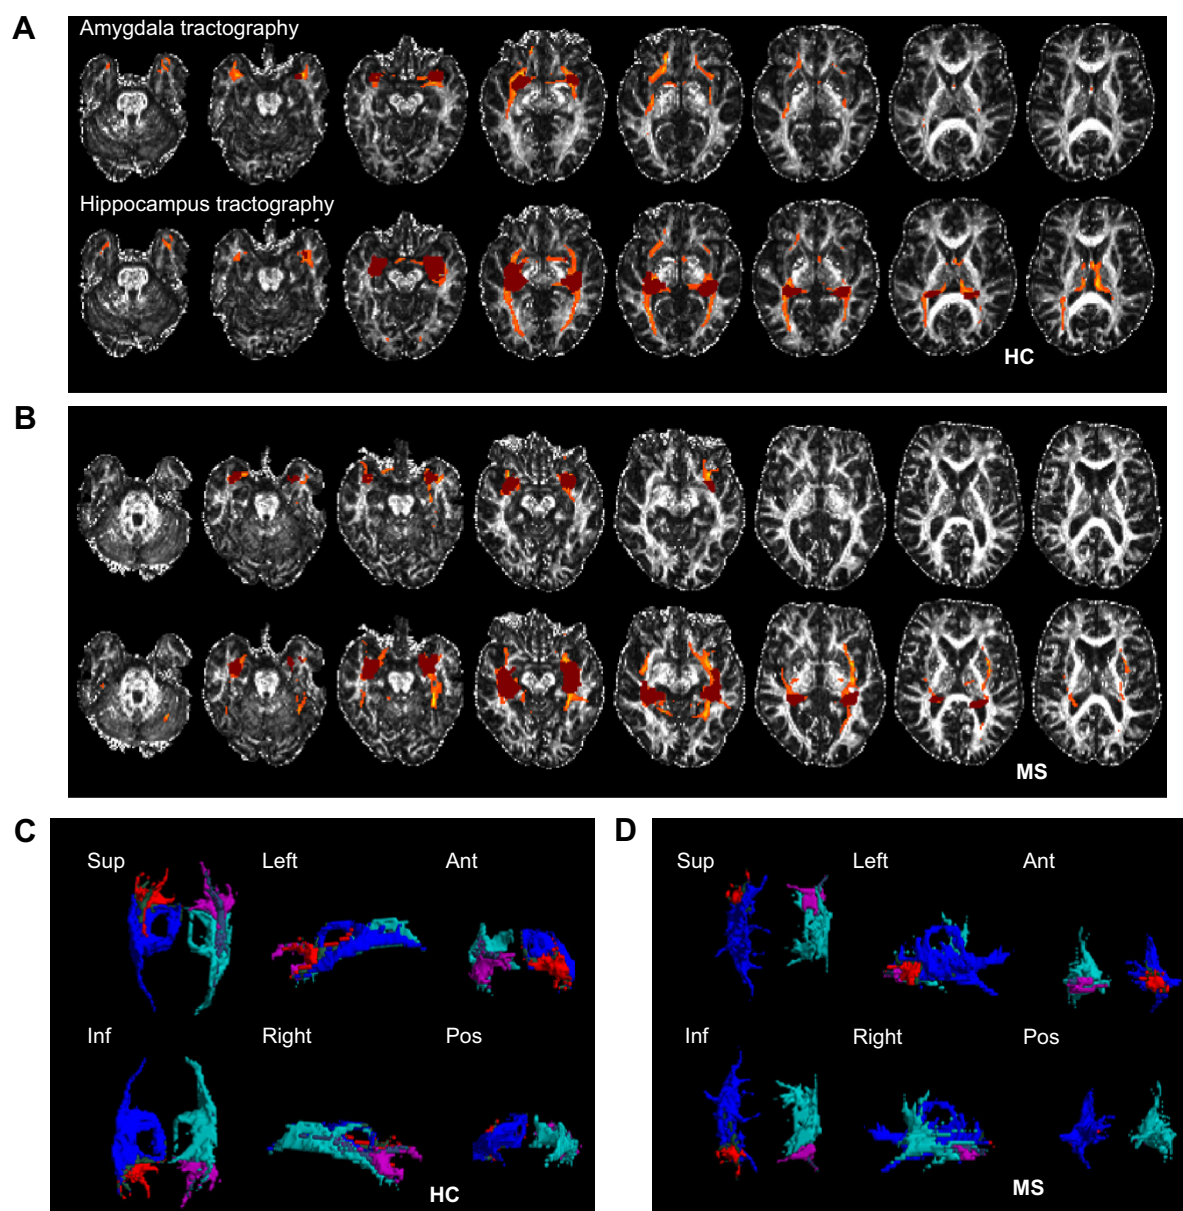 A
Amygdala tractography
Hippocampus tractography
HC
B
MS
C
Sup Left Ant
Inf Right Pos
HC
D
Sup Left Ant
Inf Right Pos
MS